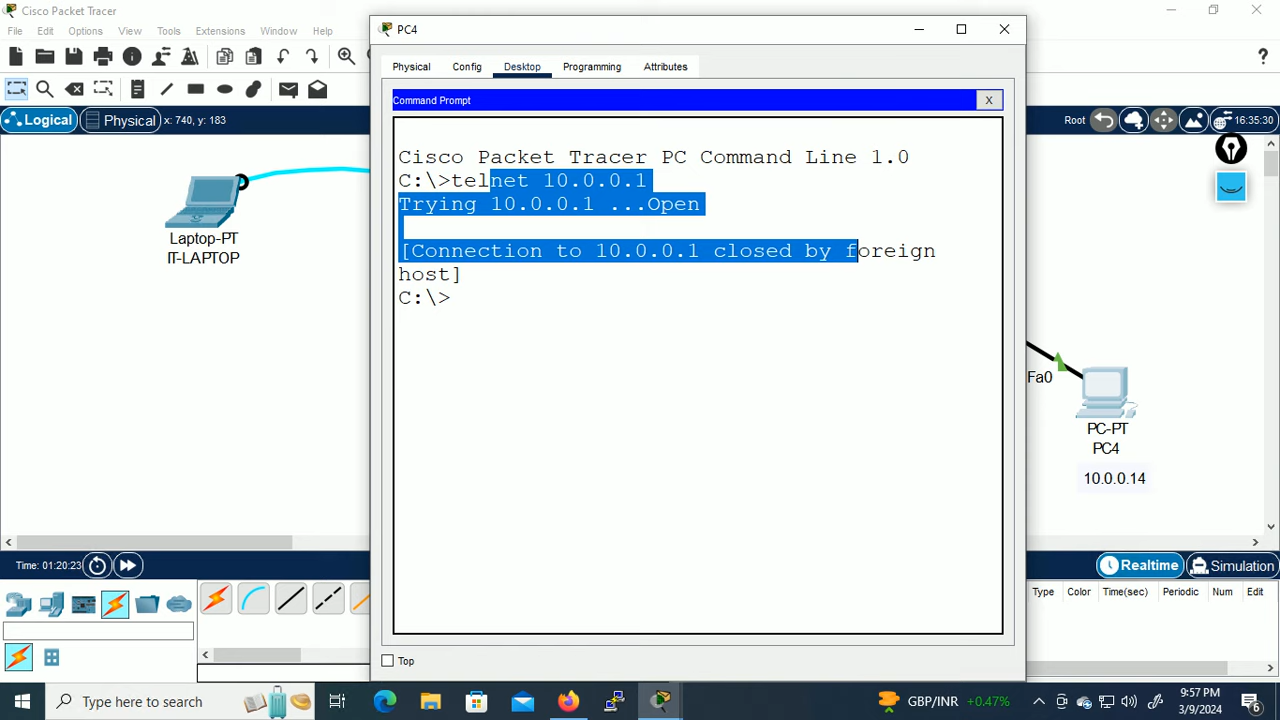 Cisco Packet Tracer
File Edit Options View Tools Extensions Window Help
Logical Physical x: 740, y: 183
Root 16:35:30
Laptop-PT
IT-LAPTOP
PC4
Physical Config Desktop Programming Attributes
Command Prompt X
Cisco Packet Tracer PC Command Line 1.0
C:\>telnet 10.0.0.1
Trying 10.0.0.1 ...Open
[Connection to 10.0.0.1 closed by foreign
host]
C:\>
Top
Fa0
PC-PT
PC4
10.0.0.14
Time: 01:20:23
Realtime Simulation
Type Color Time(sec) Periodic Num Edit
Type here to search
GBP/INR +0.47%
9:57 PM
3/9/2024
6